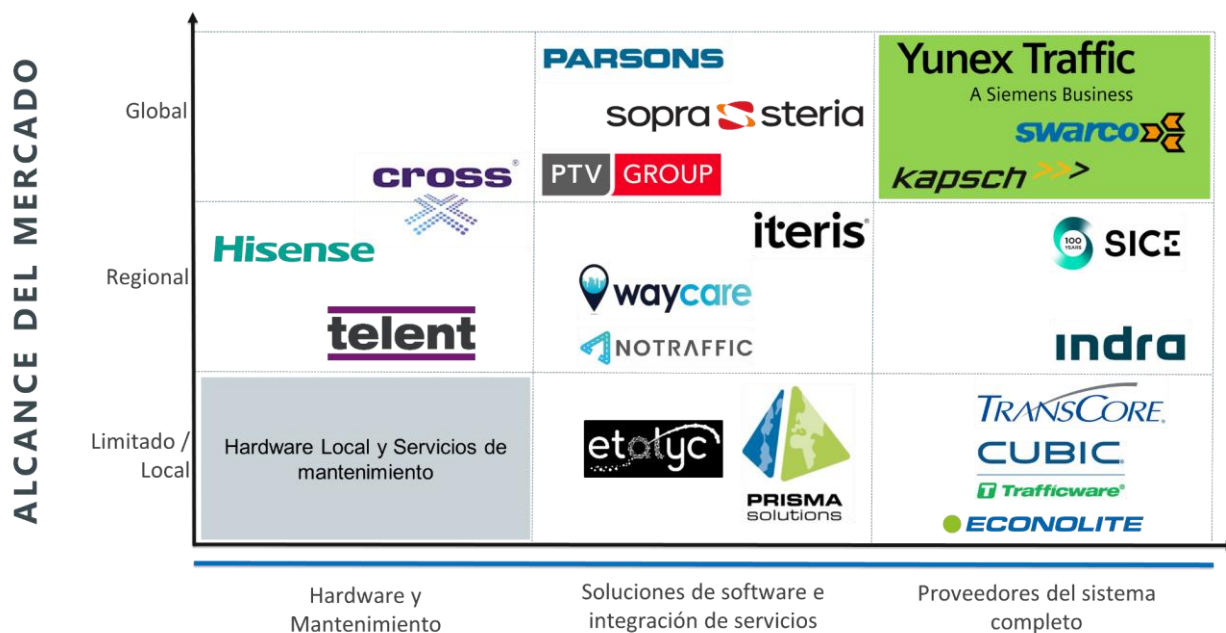 ALCANCE DEL MERCADO
Global
PARSONS
sopra steria
PTV GROUP
Yunex Traffic
A Siemens Business
swarco
kapsch >>>
cross®
Regional
Hisense
telent
iteris®
waycare
NOTRAFFIC
100
YEARS
SICE
indra
Limitado /
Local
Hardware Local y Servicios de
mantenimiento
etalyc
PRISMA
solutions
TRANSCORE®
CUBIC
T Trafficware®
ECONOLITE
Hardware y
Mantenimiento
Soluciones de software e
integración de servicios
Proveedores del sistema
completo